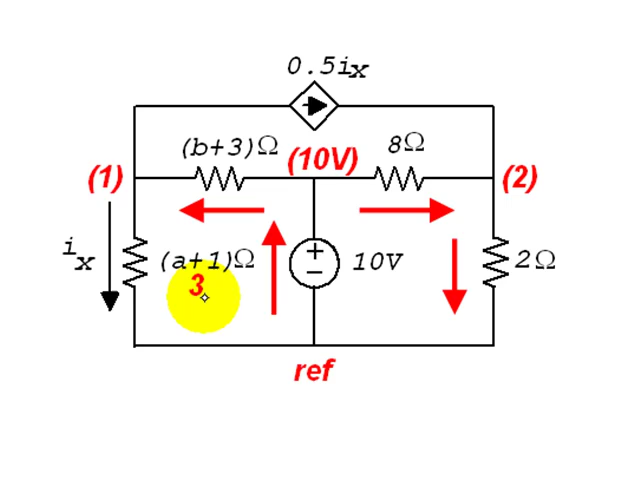 0.5ix
(b+3)Ω
(10V)
8Ω
(1)
(2)
ix
(a+1)Ω
3
+
−
10V
2Ω
ref